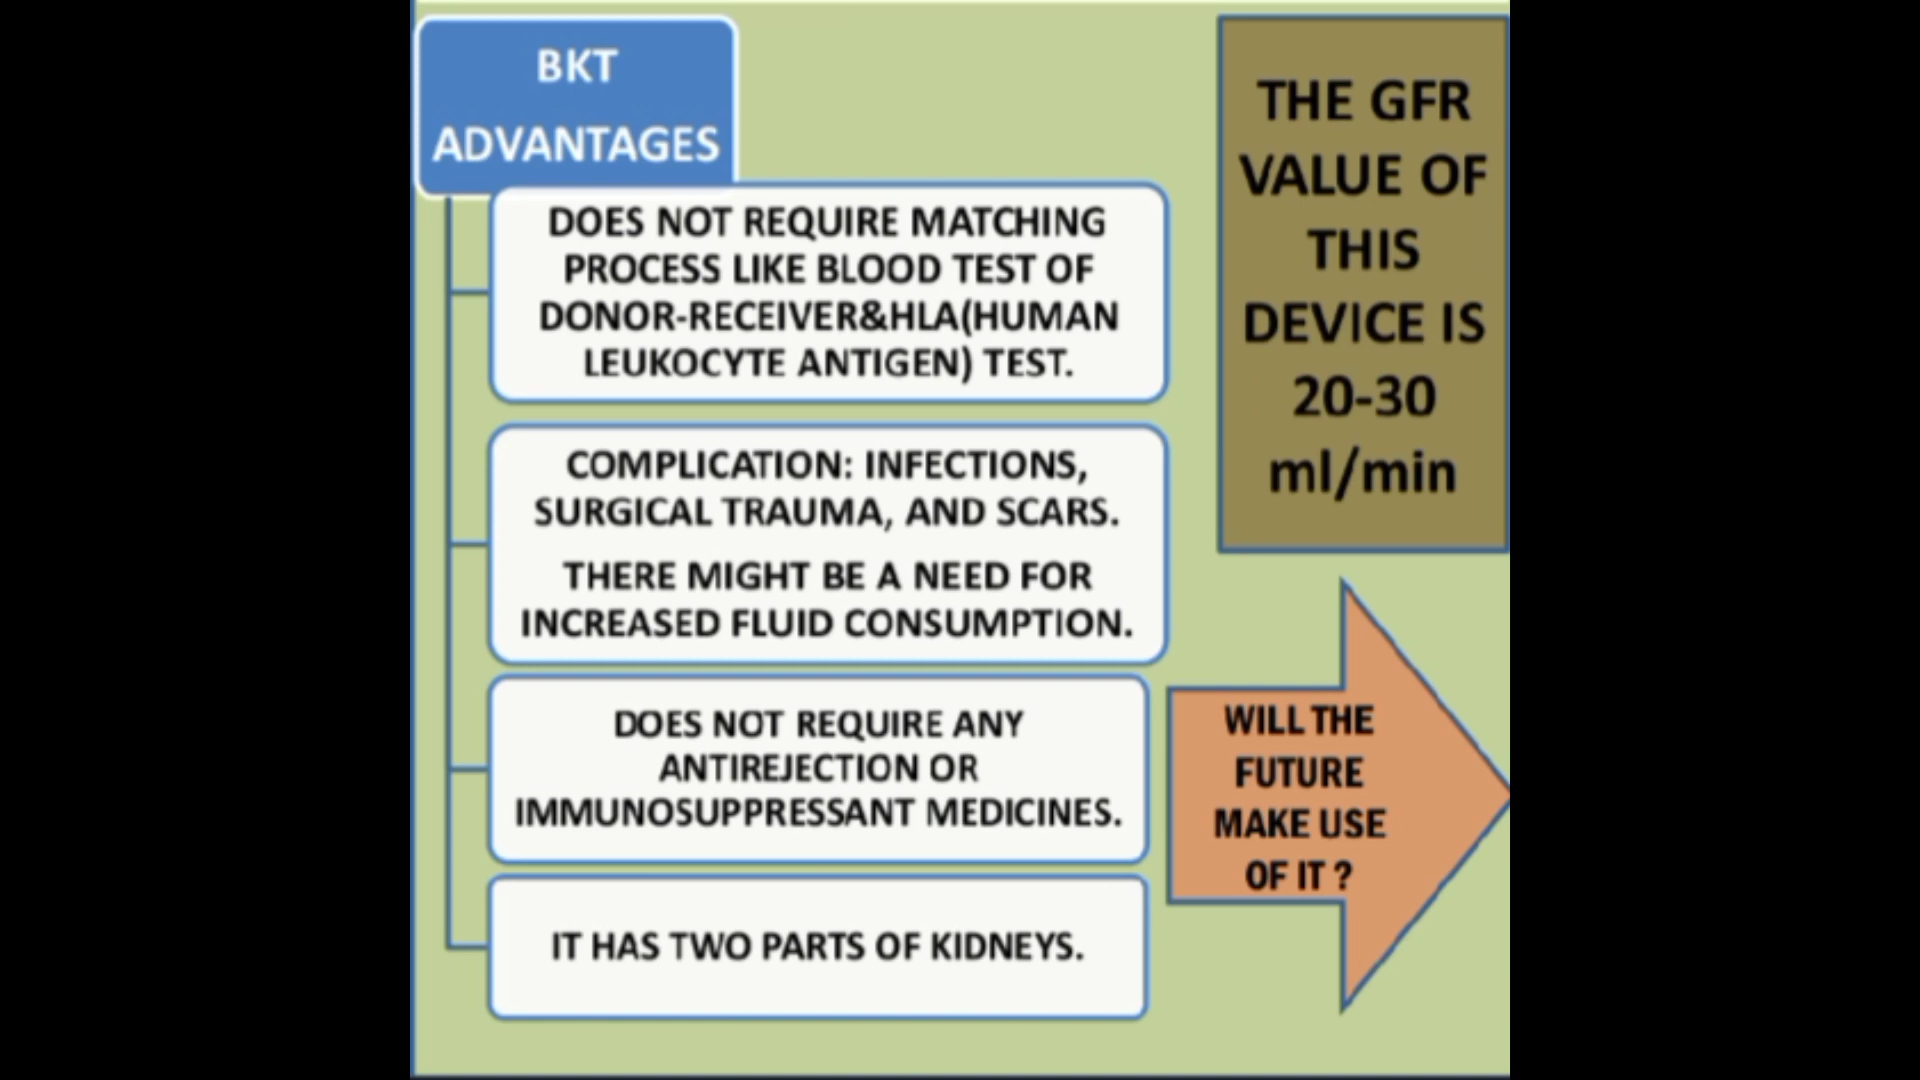 BKT
ADVANTAGES
DOES NOT REQUIRE MATCHING
PROCESS LIKE BLOOD TEST OF
DONOR-RECEIVER&HLA(HUMAN
LEUKOCYTE ANTIGEN) TEST.
COMPLICATION: INFECTIONS,
SURGICAL TRAUMA, AND SCARS.
THERE MIGHT BE A NEED FOR
INCREASED FLUID CONSUMPTION.
DOES NOT REQUIRE ANY
ANTIREJECTION OR
IMMUNOSUPPRESSANT MEDICINES.
IT HAS TWO PARTS OF KIDNEYS.
THE GFR
VALUE OF
THIS
DEVICE IS
20-30
ml/min
WILL THE
FUTURE
MAKE USE
OF IT ?